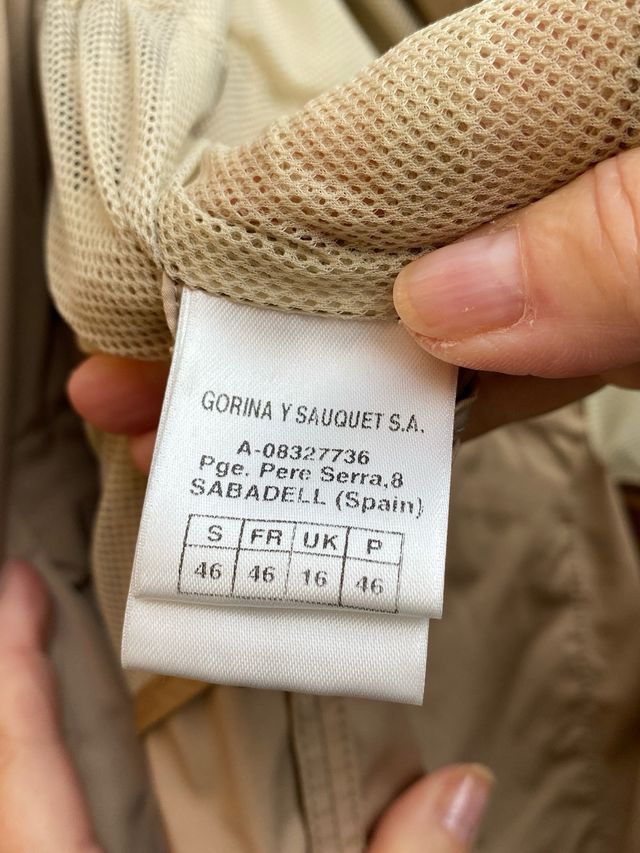 GORINA Y SAUQUET S.A.
A-08327736
Pge. Pere Serra,8
SABADELL (Spain)
S FR UK P
46 46 16 46